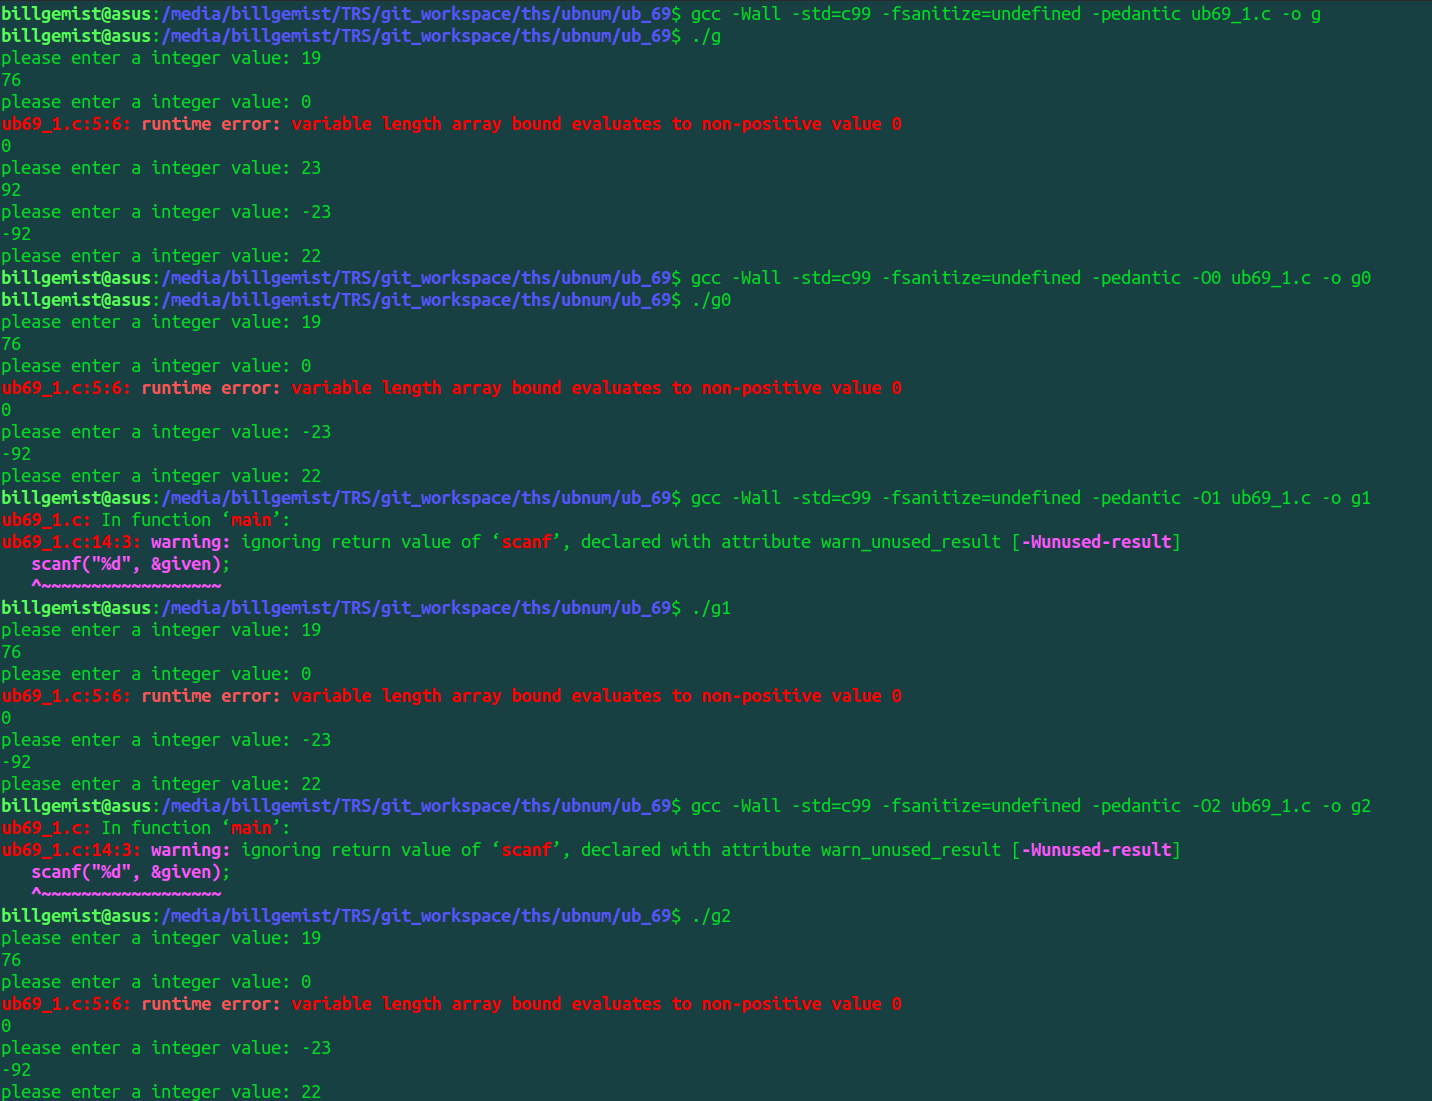 billgemist@asus:/media/billgemist/TRS/git_workspace/ths/ubnum/ub_69$ gcc -Wall -std=c99 -fsanitize=undefined -pedantic ub69_1.c -o g
billgemist@asus:/media/billgemist/TRS/git_workspace/ths/ubnum/ub_69$ ./g
please enter a integer value: 19
76
please enter a integer value: 0
ub69_1.c:5:6: runtime error: variable length array bound evaluates to non-positive value 0
0
please enter a integer value: 23
92
please enter a integer value: -23
-92
please enter a integer value: 22
billgemist@asus:/media/billgemist/TRS/git_workspace/ths/ubnum/ub_69$ gcc -Wall -std=c99 -fsanitize=undefined -pedantic -O0 ub69_1.c -o g0
billgemist@asus:/media/billgemist/TRS/git_workspace/ths/ubnum/ub_69$ ./g0
please enter a integer value: 19
76
please enter a integer value: 0
ub69_1.c:5:6: runtime error: variable length array bound evaluates to non-positive value 0
0
please enter a integer value: -23
-92
please enter a integer value: 22
billgemist@asus:/media/billgemist/TRS/git_workspace/ths/ubnum/ub_69$ gcc -Wall -std=c99 -fsanitize=undefined -pedantic -O1 ub69_1.c -o g1
ub69_1.c: In function ‘main’:
ub69_1.c:14:3: warning: ignoring return value of ‘scanf’, declared with attribute warn_unused_result [-Wunused-result]
   scanf("%d", &given);
   ^~~~~~~~~~~~~~~~~~~
billgemist@asus:/media/billgemist/TRS/git_workspace/ths/ubnum/ub_69$ ./g1
please enter a integer value: 19
76
please enter a integer value: 0
ub69_1.c:5:6: runtime error: variable length array bound evaluates to non-positive value 0
0
please enter a integer value: -23
-92
please enter a integer value: 22
billgemist@asus:/media/billgemist/TRS/git_workspace/ths/ubnum/ub_69$ gcc -Wall -std=c99 -fsanitize=undefined -pedantic -O2 ub69_1.c -o g2
ub69_1.c: In function ‘main’:
ub69_1.c:14:3: warning: ignoring return value of ‘scanf’, declared with attribute warn_unused_result [-Wunused-result]
   scanf("%d", &given);
   ^~~~~~~~~~~~~~~~~~~
billgemist@asus:/media/billgemist/TRS/git_workspace/ths/ubnum/ub_69$ ./g2
please enter a integer value: 19
76
please enter a integer value: 0
ub69_1.c:5:6: runtime error: variable length array bound evaluates to non-positive value 0
0
please enter a integer value: -23
-92
please enter a integer value: 22